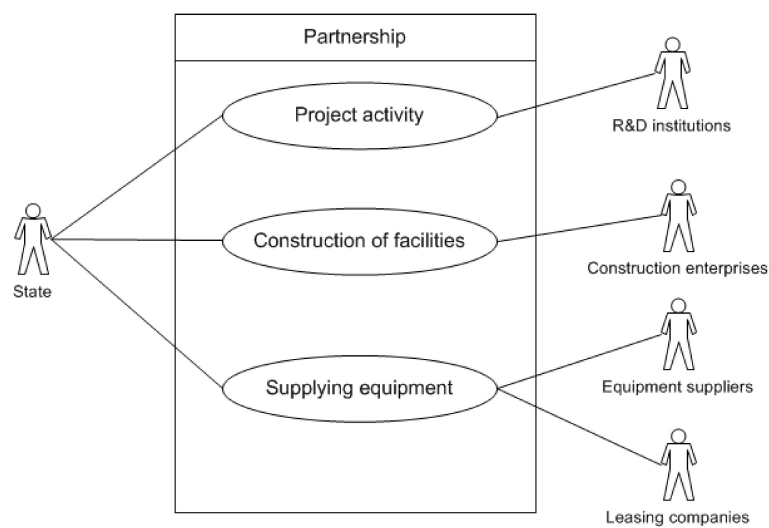 Partnership
Project activity
R&D institutions
Construction of facilities
State
Construction enterprises
Supplying equipment
Equipment suppliers
Leasing companies